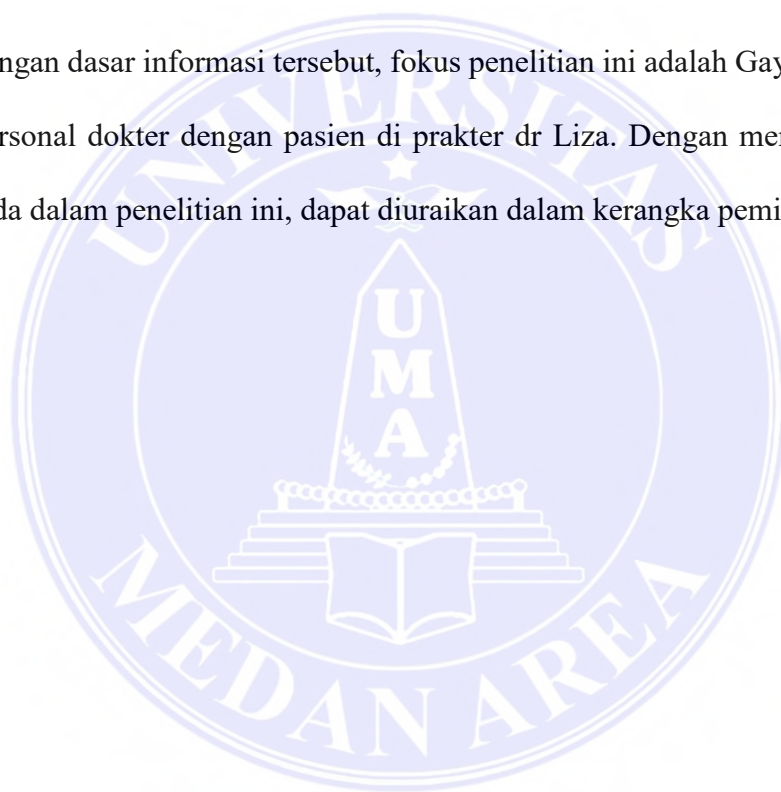 ngan dasar informasi tersebut, fokus penelitian ini adalah Gay
rsonal dokter dengan pasien di prakter dr Liza. Dengan me
da dalam penelitian ini, dapat diuraikan dalam kerangka pemi
UNIVERSITAS
U
M
A
MEDAN AREA